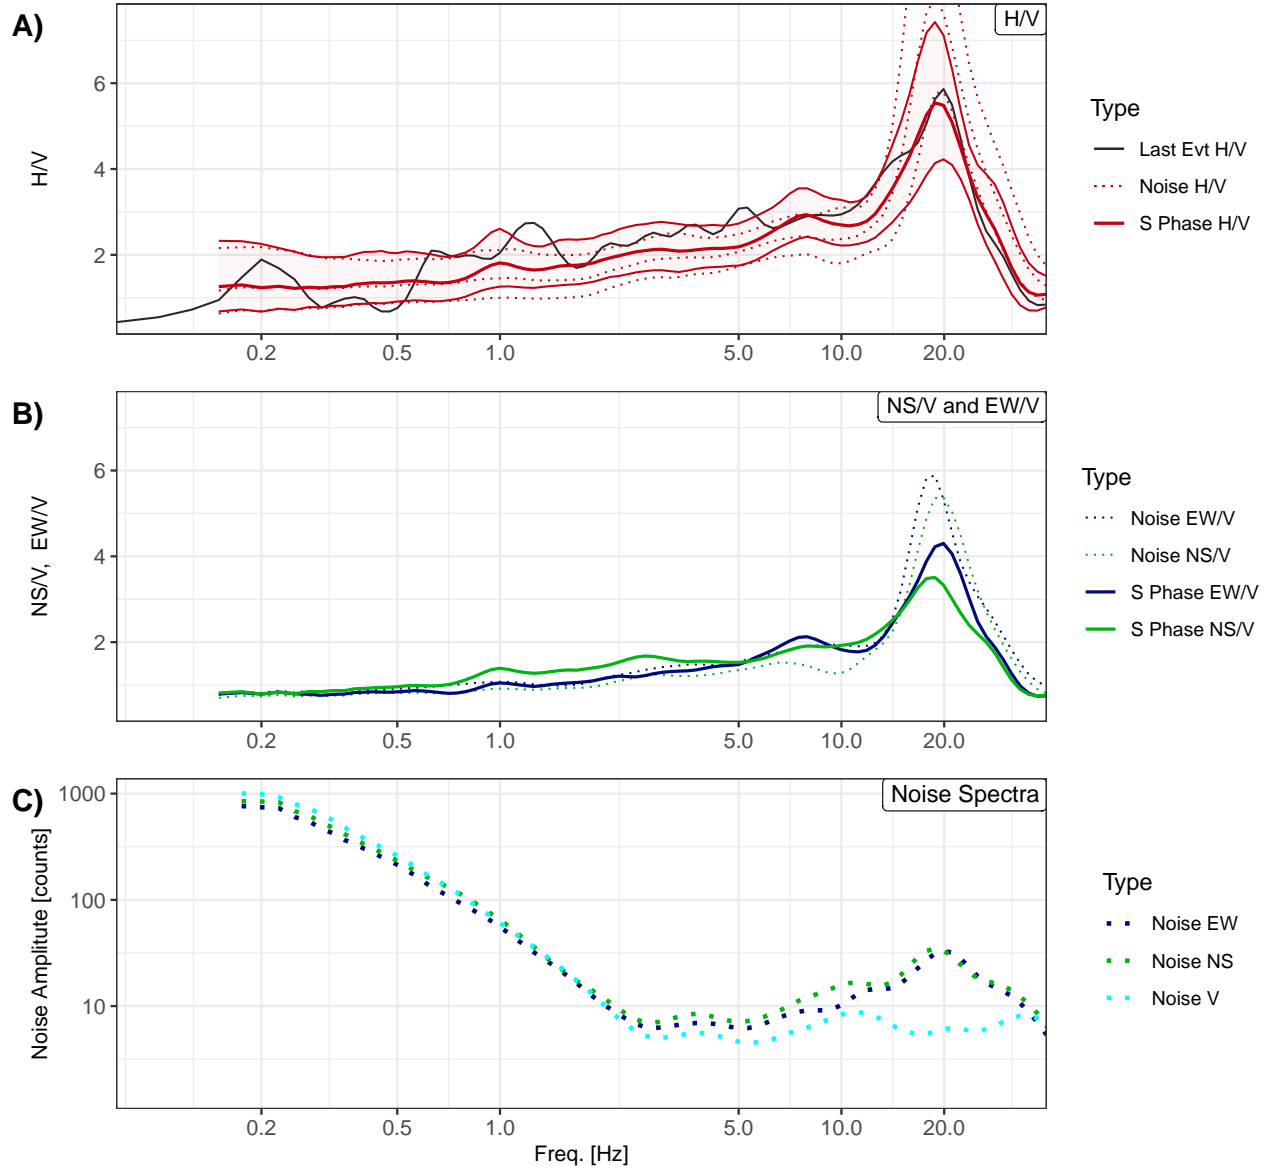 A)
H/V
H/V
6
4
2
0.2 0.5 1.0 5.0 10.0 20.0
Type
Last Evt H/V
Noise H/V
S Phase H/V
B)
NS/V and EW/V
NS/V,  EW/V
6
4
2
0.2 0.5 1.0 5.0 10.0 20.0
Type
Noise EW/V
Noise NS/V
S Phase EW/V
S Phase NS/V
C)
Noise Spectra
Noise Amplitute [counts]
1000
100
10
0.2 0.5 1.0 5.0 10.0 20.0
Freq. [Hz]
Type
Noise EW
Noise NS
Noise V